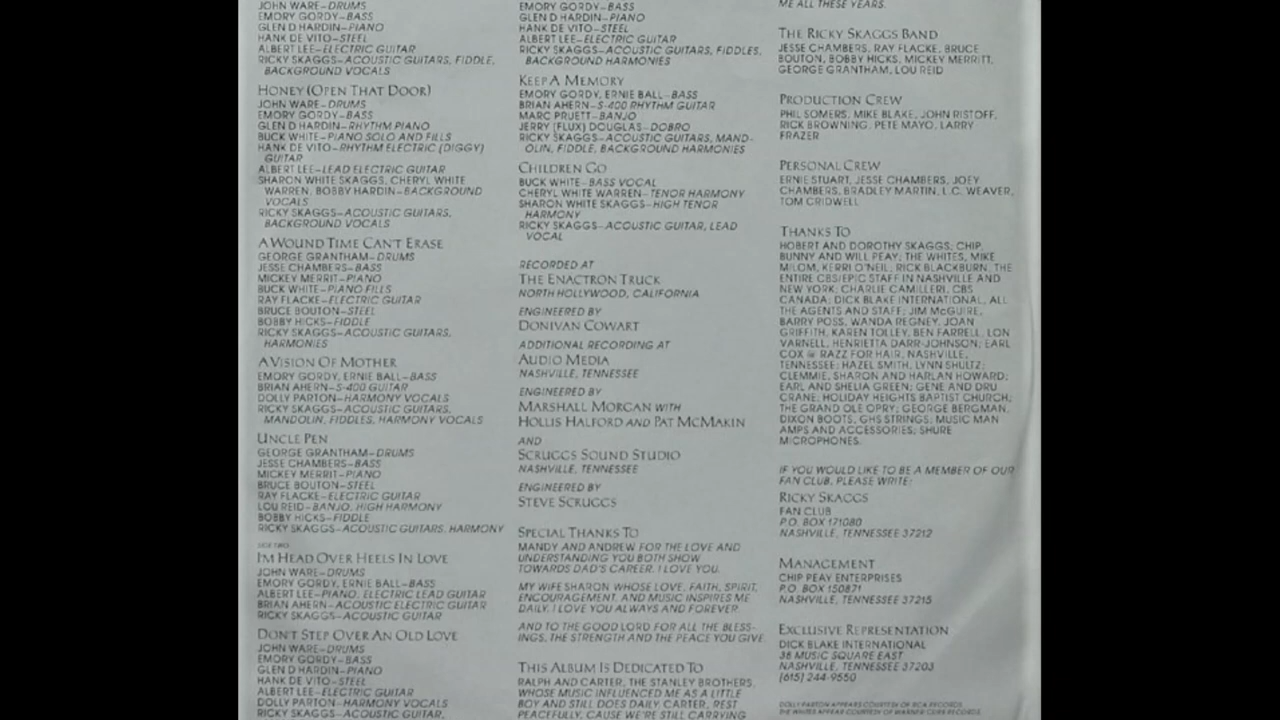 JOHN WARE–DRUMS
EMORY GORDY–BASS
GLEN D HARDIN–PIANO
HANK DE VITO–STEEL
ALBERT LEE–ELECTRIC GUITAR
RICKY SKAGGS–ACOUSTIC GUITARS, FIDDLE,
BACKGROUND VOCALS
HONEY (OPEN THAT DOOR)
JOHN WARE–DRUMS
EMORY GORDY–BASS
GLEN D HARDIN–RHYTHM PIANO
BUCK WHITE–PIANO SOLO AND FILLS
HANK DE VITO–RHYTHM ELECTRIC (DIGGY)
GUITAR
ALBERT LEE–LEAD ELECTRIC GUITAR
SHARON WHITE SKAGGS, CHERYL WHITE
WARREN, BOBBY HARDIN–BACKGROUND
VOCALS
RICKY SKAGGS–ACOUSTIC GUITARS,
BACKGROUND VOCALS
A WOUND TIME CAN'T ERASE
GEORGE GRANTHAM–DRUMS
JESSE CHAMBERS–BASS
MICKEY MERRIT–PIANO
BUCK WHITE–PIANO FILLS
RAY FLACKE–ELECTRIC GUITAR
BRUCE BOUTON–STEEL
BOBBY HICKS–FIDDLE
RICKY SKAGGS–ACOUSTIC GUITARS,
HARMONIES
A VISION OF MOTHER
EMORY GORDY, ERNIE BALL–BASS
BRIAN AHERN–S-400 GUITAR
DOLLY PARTON–HARMONY VOCALS
RICKY SKAGGS–ACOUSTIC GUITARS,
MANDOLIN, FIDDLES, HARMONY VOCALS
UNCLE PEN
GEORGE GRANTHAM–DRUMS
JESSE CHAMBERS–BASS
MICKEY MERRIT–PIANO
BRUCE BOUTON–STEEL
RAY FLACKE–ELECTRIC GUITAR
LOU REID–BANJO, HIGH HARMONY
BOBBY HICKS–FIDDLE
RICKY SKAGGS–ACOUSTIC GUITARS, HARMONY
SIDE TWO
I'M HEAD OVER HEELS IN LOVE
JOHN WARE–DRUMS
EMORY GORDY, ERNIE BALL–BASS
ALBERT LEE–PIANO, ELECTRIC LEAD GUITAR
BRIAN AHERN–ACOUSTIC ELECTRIC GUITAR
RICKY SKAGGS–ACOUSTIC GUITAR
DON'T STEP OVER AN OLD LOVE
JOHN WARE–DRUMS
EMORY GORDY–BASS
GLEN D HARDIN–PIANO
HANK DE VITO–STEEL
ALBERT LEE–ELECTRIC GUITAR
DOLLY PARTON–HARMONY VOCALS
RICKY SKAGGS–ACOUSTIC GUITAR,
EMORY GORDY–BASS
GLEN D HARDIN–PIANO
HANK DE VITO–STEEL
ALBERT LEE–ELECTRIC GUITAR
RICKY SKAGGS–ACOUSTIC GUITARS, FIDDLES,
BACKGROUND HARMONIES
KEEP A MEMORY
EMORY GORDY, ERNIE BALL–BASS
BRIAN AHERN–S-400 RHYTHM GUITAR
MARC PRUETT–BANJO
JERRY (FLUX) DOUGLAS–DOBRO
RICKY SKAGGS–ACOUSTIC GUITARS, MAND-
OLIN, FIDDLE, BACKGROUND HARMONIES
CHILDREN GO
BUCK WHITE–BASS VOCAL
CHERYL WHITE WARREN–TENOR HARMONY
SHARON WHITE SKAGGS–HIGH TENOR
HARMONY
RICKY SKAGGS–ACOUSTIC GUITAR, LEAD
VOCAL
RECORDED AT
THE ENACTRON TRUCK
NORTH HOLLYWOOD, CALIFORNIA
ENGINEERED BY
DONIVAN COWART
ADDITIONAL RECORDING AT
AUDIO MEDIA
NASHVILLE, TENNESSEE
ENGINEERED BY
MARSHALL MORGAN WITH
HOLLIS HALFORD AND PAT MCMAKIN
AND
SCRUGGS SOUND STUDIO
NASHVILLE, TENNESSEE
ENGINEERED BY
STEVE SCRUGGS
SPECIAL THANKS TO
MANDY AND ANDREW FOR THE LOVE AND
UNDERSTANDING YOU BOTH SHOW
TOWARDS DAD'S CAREER. I LOVE YOU.
MY WIFE SHARON WHOSE LOVE, FAITH, SPIRIT,
ENCOURAGEMENT, AND MUSIC INSPIRES ME
DAILY. I LOVE YOU ALWAYS AND FOREVER.
AND TO THE GOOD LORD FOR ALL THE BLESS-
INGS, THE STRENGTH AND THE PEACE YOU GIVE.
THIS ALBUM IS DEDICATED TO
RALPH AND CARTER, THE STANLEY BROTHERS,
WHOSE MUSIC INFLUENCED ME AS A LITTLE
BOY AND STILL DOES DAILY. CARTER, REST
PEACEFULLY, CAUSE WE'RE STILL CARRYING
ME ALL THESE YEARS.
THE RICKY SKAGGS BAND
JESSE CHAMBERS, RAY FLACKE, BRUCE
BOUTON, BOBBY HICKS, MICKEY MERRITT,
GEORGE GRANTHAM, LOU REID
PRODUCTION CREW
PHIL SOMERS, MIKE BLAKE, JOHN RISTOFF,
RICK BROWNING, PETE MAYO, LARRY
FRAZER
PERSONAL CREW
ERNIE STUART, JESSE CHAMBERS, JOEY
CHAMBERS, BRADLEY MARTIN, L.C. WEAVER,
TOM CRIDWELL
THANKS TO
HOBERT AND DOROTHY SKAGGS; CHIP,
BUNNY AND WILL PEAY; THE WHITES, MIKE
MILOM, KERRI O'NEIL, RICK BLACKBURN, THE
ENTIRE CBS/EPIC STAFF IN NASHVILLE AND
NEW YORK; CHARLIE CAMILLERI, CBS
CANADA; DICK BLAKE INTERNATIONAL, ALL
THE AGENTS AND STAFF; JIM MCGUIRE,
BARRY POSS, WANDA REGNEY, JOAN
GRIFFITH, KAREN TOLLEY, BEN FARRELL, LON
VARNELL, HENRIETTA DARR-JOHNSON; EARL
COX @ RAZZ FOR HAIR, NASHVILLE,
TENNESSEE; HAZEL SMITH, LYNN SHULTZ;
CLEMMIE, SHARON AND HARLAN HOWARD;
EARL AND SHELIA GREEN; GENE AND DRU
CRANE; HOLIDAY HEIGHTS BAPTIST CHURCH;
THE GRAND OLE OPRY; GEORGE BERGMAN,
DIXON BOOTS, GHS STRINGS; MUSIC MAN
AMPS AND ACCESSORIES; SHURE
MICROPHONES.
IF YOU WOULD LIKE TO BE A MEMBER OF OUR
FAN CLUB, PLEASE WRITE:
RICKY SKAGGS
FAN CLUB
P.O. BOX 171080
NASHVILLE, TENNESSEE 37212
MANAGEMENT
CHIP PEAY ENTERPRISES
P.O. BOX 150871
NASHVILLE, TENNESSEE 37215
EXCLUSIVE REPRESENTATION
DICK BLAKE INTERNATIONAL
38 MUSIC SQUARE EAST
NASHVILLE, TENNESSEE 37203
(615) 244-9550
DOLLY PARTON APPEARS COURTESY OF RCA RECORDS.
THE WHITES APPEAR COURTESY OF WARNER CURB RECORDS.